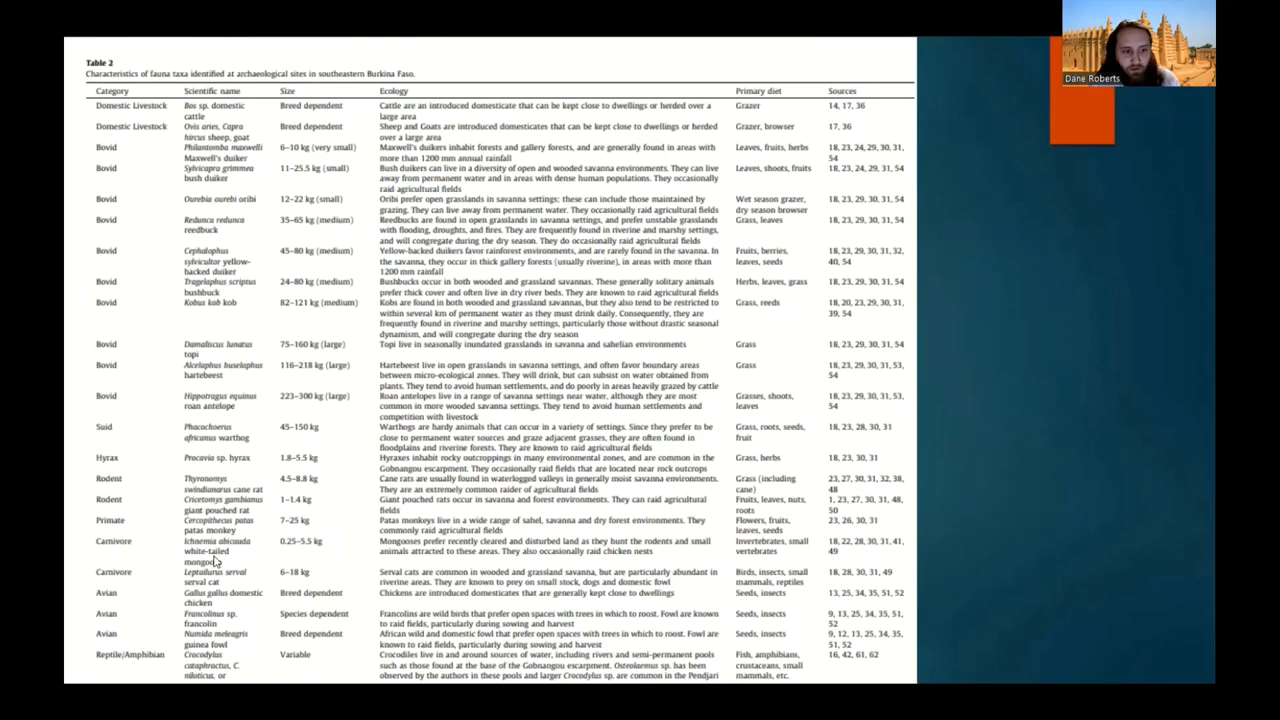 Table 2
Characteristics of fauna taxa identified at archaeological sites in southeastern Burkina Faso.
Category Scientific name Size Ecology Primary diet Sources
Domestic Livestock Bos sp. domestic Breed dependent Cattle are an introduced domesticate that can be kept close to dwellings or herded over a Grazer 14, 17, 36
cattle large area
Domestic Livestock Ovis aries, Capra Breed dependent Sheep and Goats are introduced domesticates that can be kept close to dwellings or herded Grazer, browser 17, 36
hircus sheep, goat over a large area
Bovid Philantomba maxwelli 6–10 kg (very small) Maxwell's duikers inhabit forests and gallery forests, and are generally found in areas with Leaves, fruits, herbs 18, 23, 24, 29, 30, 31,
Maxwell's duiker more than 1200 mm annual rainfall 54
Bovid Sylvicapra grimmea 11–25.5 kg (small) Bush duikers can live in a diversity of open and wooded savanna environments. They can live Leaves, shoots, fruits 18, 23, 24, 29, 31, 54
bush duiker away from permanent water and in areas with dense human populations. They occasionally
raid agricultural fields
Bovid Ourebia ourebi oribi 12–22 kg (small) Oribi prefer open grasslands in savanna settings; these can include those maintained by Wet season grazer, 18, 23, 29, 30, 31, 54
grazing. They can live away from permanent water. They occasionally raid agricultural fields dry season browser
Bovid Redunca redunca 35–65 kg (medium) Reedbucks are found in open grasslands in savanna settings, and prefer unstable grasslands Grass, leaves 18, 23, 29, 30, 31, 54
reedbuck with flooding, droughts, and fires. They are frequently found in riverine and marshy settings,
and will congregate during the dry season. They do occasionally raid agricultural fields
Bovid Cephalophus 45–80 kg (medium) Yellow-backed duikers favor rainforest environments, and are rarely found in the savanna. In Fruits, berries, 18, 23, 29, 30, 31, 32,
sylvicultor yellow- the savanna, they occur in thick gallery forests (usually riverine), in areas with more than leaves, seeds 40, 54
backed duiker 1200 mm rainfall
Bovid Tragelaphus scriptus 24–80 kg (medium) Bushbucks occur in both wooded and grassland savannas. These generally solitary animals Herbs, leaves, grass 18, 23, 29, 30, 31, 54
bushbuck prefer thick cover and often live in dry river beds. They are known to raid agricultural fields
Bovid Kobus kob kob 82–121 kg (medium) Kobs are found in both wooded and grassland savannas, but they also tend to be restricted to Grass, reeds 18, 20, 23, 29, 30, 31,
within several km of permanent water as they must drink daily. Consequently, they are 39, 54
frequently found in riverine and marshy settings, particularly those without drastic seasonal
dynamism, and will congregate during the dry season
Bovid Damaliscus lunatus 75–160 kg (large) Topi live in seasonally inundated grasslands in savanna and sahelian environments Grass 18, 23, 29, 30, 31, 54
topi
Bovid Alcelaphus buselaphus 116–218 kg (large) Hartebeest live in open grasslands in savanna settings, and often favor boundary areas Grass 18, 23, 29, 30, 31, 53,
hartebeest between micro-ecological zones. They will drink, but can subsist on water obtained from 54
plants. They tend to avoid human settlements, and do poorly in areas heavily grazed by cattle
Bovid Hippotragus equinus 223–300 kg (large) Roan antelopes live in a range of savanna settings near water, although they are most Grasses, shoots, 18, 23, 29, 30, 31, 53,
roan antelope common in more wooded savanna settings. They tend to avoid human settlements and leaves 54
competition with livestock
Suid Phacochoerus 45–150 kg Warthogs are hardy animals that can occur in a variety of settings. Since they prefer to be Grass, roots, seeds, 18, 23, 28, 30, 31
africanus warthog close to permanent water sources and graze adjacent grasses, they are often found in fruit
floodplains and riverine forests. They are known to raid agricultural fields
Hyrax Procavia sp. hyrax 1.8–5.5 kg Hyraxes inhabit rocky outcroppings in many environmental zones, and are common in the Grass, herbs 18, 23, 30, 31
Gobnangou escarpment. They occasionally raid fields that are located near rock outcrops
Rodent Thyronomys 4.5–8.8 kg Cane rats are usually found in waterlogged valleys in generally moist savanna environments. Grass (including 23, 27, 30, 31, 32, 38,
swindianarus cane rat They are an extremely common raider of agricultural fields cane) 48
Rodent Cricetomys gambianus 1–1.4 kg Giant pouched rats occur in savanna and forest environments. They can raid agricultural Fruits, leaves, nuts, 1, 23, 27, 30, 31, 48,
giant pouched rat fields roots 50
Primate Cercopithecus patas 7–25 kg Patas monkeys live in a wide range of sahel, savanna and dry forest environments. They Flowers, fruits, 23, 26, 30, 31
patas monkey commonly raid agricultural fields leaves, seeds
Carnivore Ichnemia abicauda 0.25–5.5 kg Mongooses prefer recently cleared and disturbed land as they hunt the rodents and small Invertebrates, small 18, 22, 28, 30, 31, 41,
white-tailed animals attracted to these areas. They also occasionally raid chicken nests vertebrates 49
mongoose
Carnivore Leptailurus serval 6–18 kg Serval cats are common in wooded and grassland savanna, but are particularly abundant in Birds, insects, small 18, 28, 30, 31, 49
serval cat riverine areas. They are known to prey on small stock, dogs and domestic fowl mammals, reptiles
Avian Gallus gallus domestic Breed dependent Chickens are introduced domesticates that are generally kept close to dwellings Seeds, insects 13, 25, 34, 35, 51, 52
chicken
Avian Francolinus sp. Species dependent Francolins are wild birds that prefer open spaces with trees in which to roost. Fowl are known Seeds, insects 9, 13, 25, 34, 35, 51,
francolin to raid fields, particularly during sowing and harvest 52
Avian Numida meleagris Breed dependent African wild and domestic fowl that prefer open spaces with trees in which to roost. Fowl are Seeds, insects 9, 12, 13, 25, 34, 35,
guinea fowl known to raid fields, particularly during sowing and harvest 51, 52
Reptile/Amphibian Crocodylus Variable Crocodiles live in and around sources of water, including rivers and semi-permanent pools Fish, amphibians, 16, 42, 61, 62
cataphractus, C. such as those found at the base of the Gobnangou escarpment. Osteolaemus sp. has been crustaceans, small
niloticus, or observed by the authors in these pools and larger Crocodylus sp. are common in the Pendjari mammals, etc.
Dane Roberts